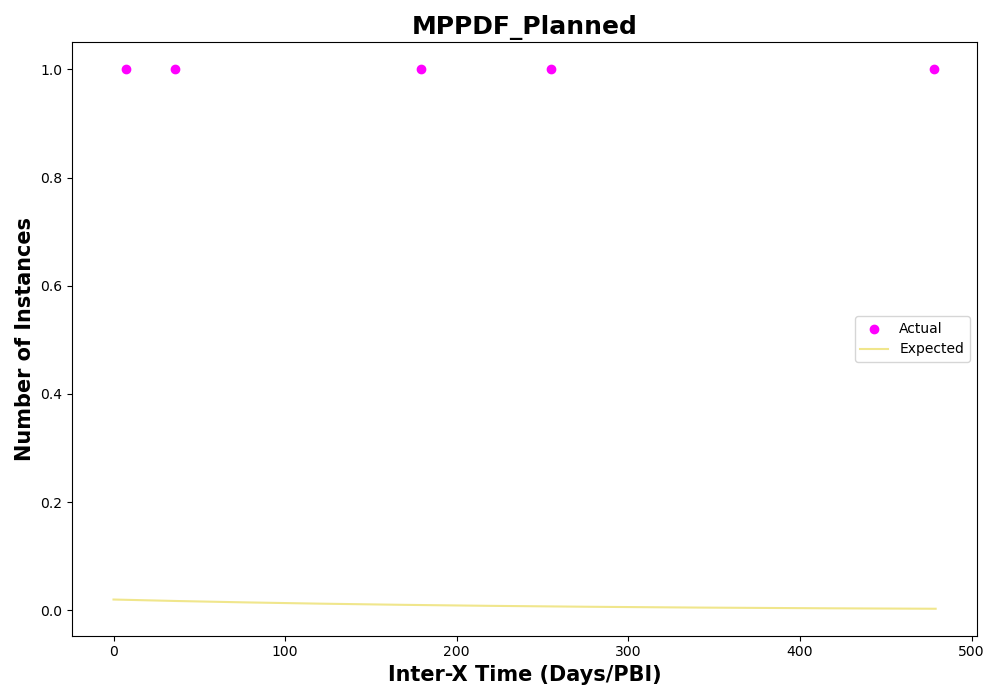 MPPDF_Planned
Number of Instances
1.0
0.8
0.6
0.4
0.2
0.0
Actual
Expected
0 100 200 300 400 500
Inter-X Time (Days/PBI)